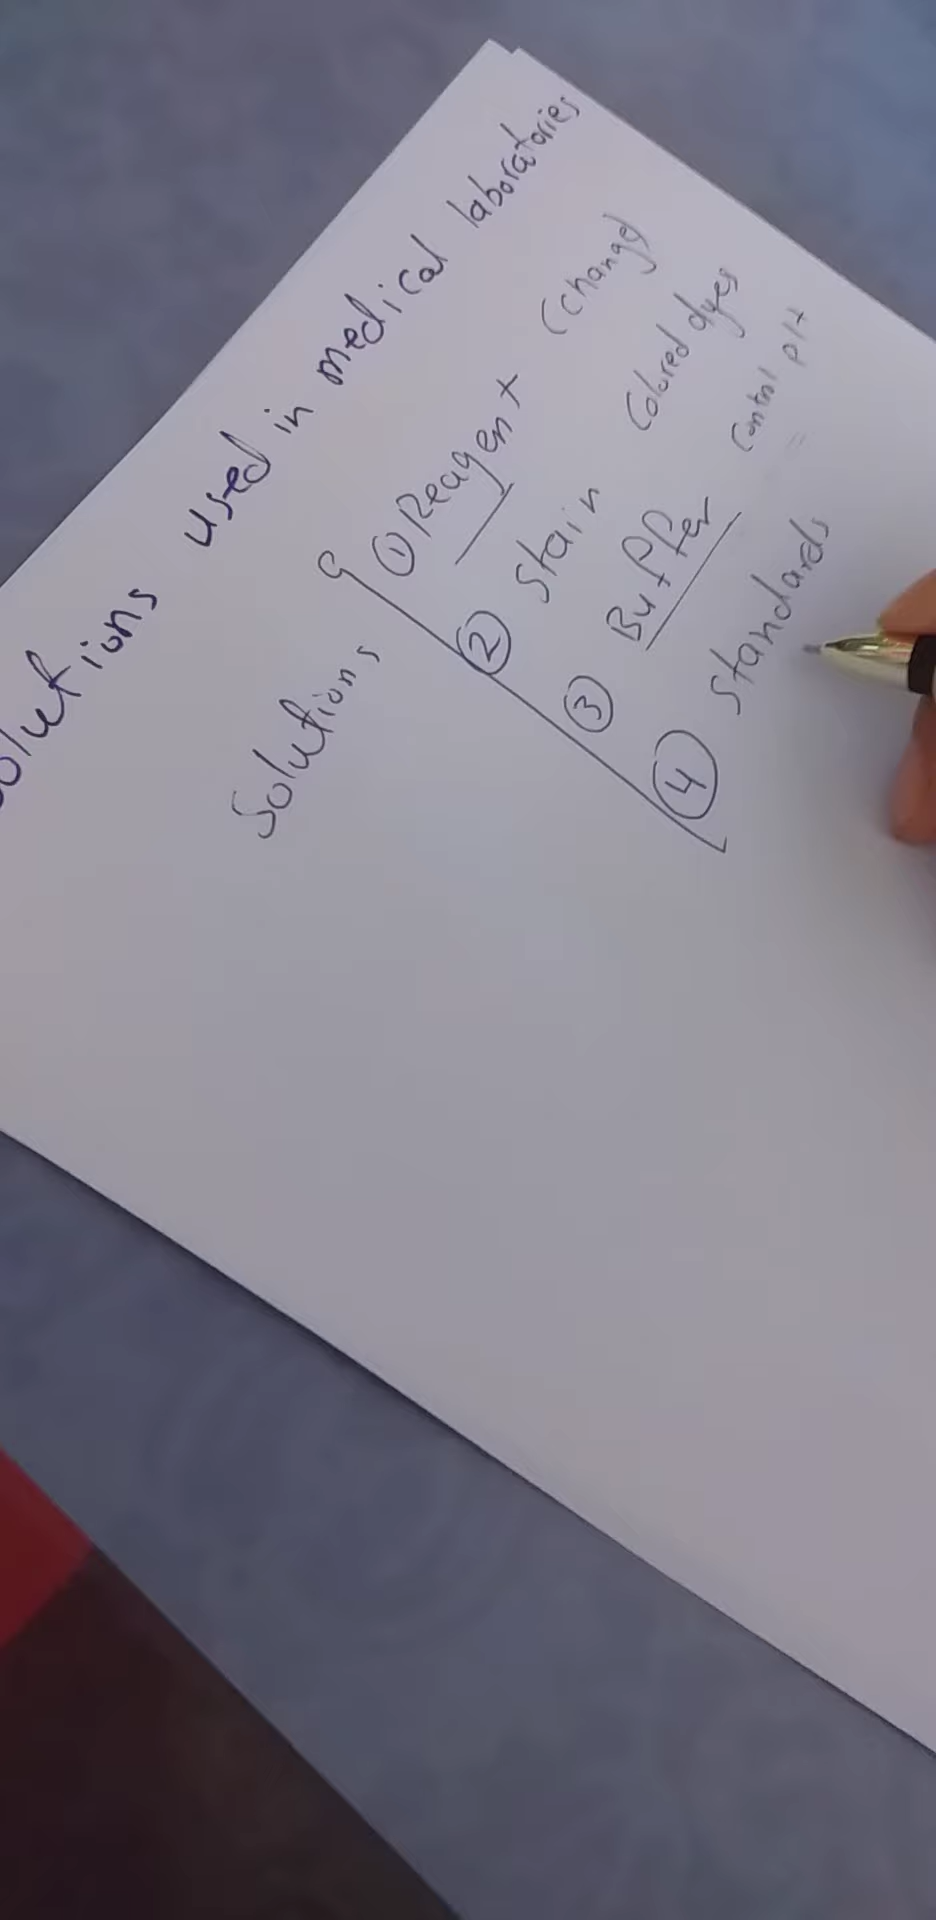 olutions used in medical laboratories
Solutions
① Reagent (change)
② Stain Colored dyes
③ Buffer Control PH
④ Standards